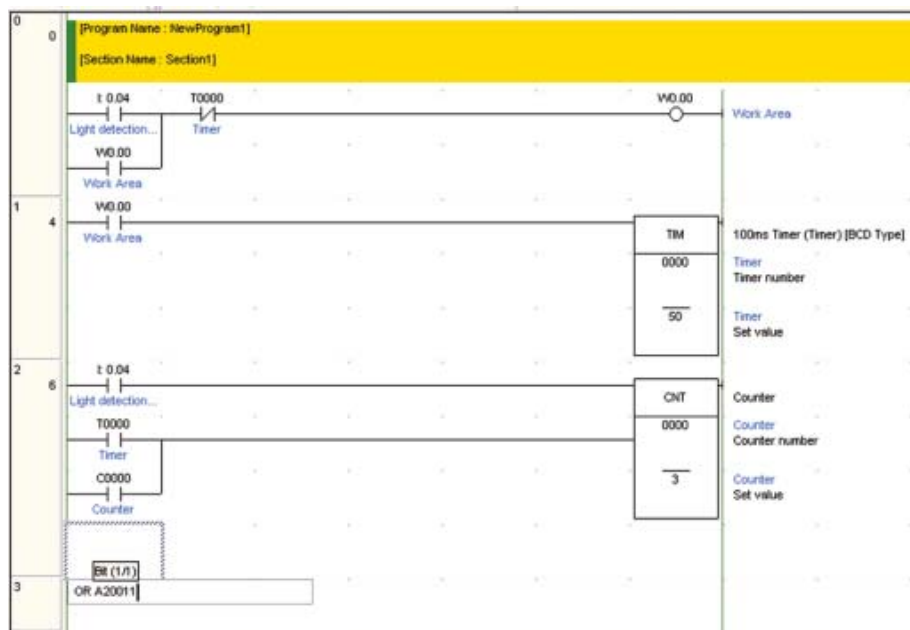 0
0
[Program Name : NewProgram1]
[Section Name : Section1]
I: 0.04
T0000
W0.00
Work Area
Light detection...
Timer
W0.00
Work Area
1
4
W0.00
Work Area
TIM
100ms Timer (Timer) [BCD Type]
0000
Timer
Timer number
50
Timer
Set value
2
6
I: 0.04
Light detection...
CNT
Counter
T0000
Timer
0000
Counter
Counter number
C0000
Counter
3
Counter
Set value
Bit (1/1)
3
OR A20011